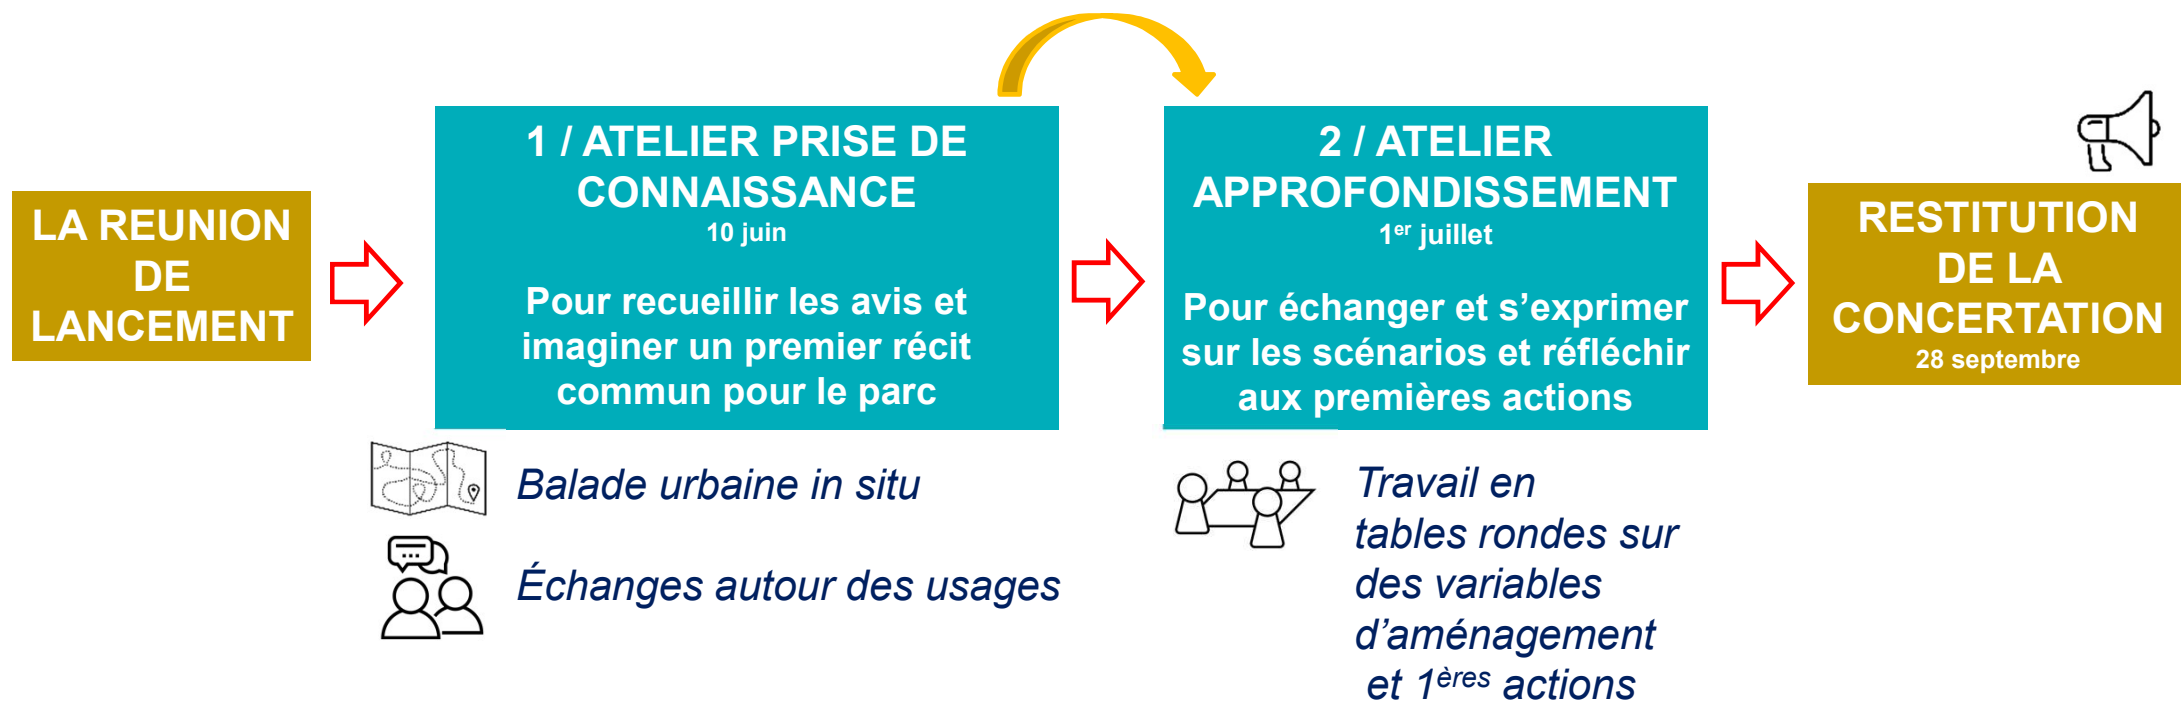 LA REUNION
DE
LANCEMENT
1 / ATELIER PRISE DE
CONNAISSANCE
10 juin
Pour recueillir les avis et
imaginer un premier récit
commun pour le parc
Balade urbaine in situ
Échanges autour des usages
2 / ATELIER
APPROFONDISSEMENT
1er juillet
Pour échanger et s’exprimer
sur les scénarios et réfléchir
aux premières actions
Travail en
tables rondes sur
des variables
d’aménagement
et 1ères actions
RESTITUTION
DE LA
CONCERTATION
28 septembre